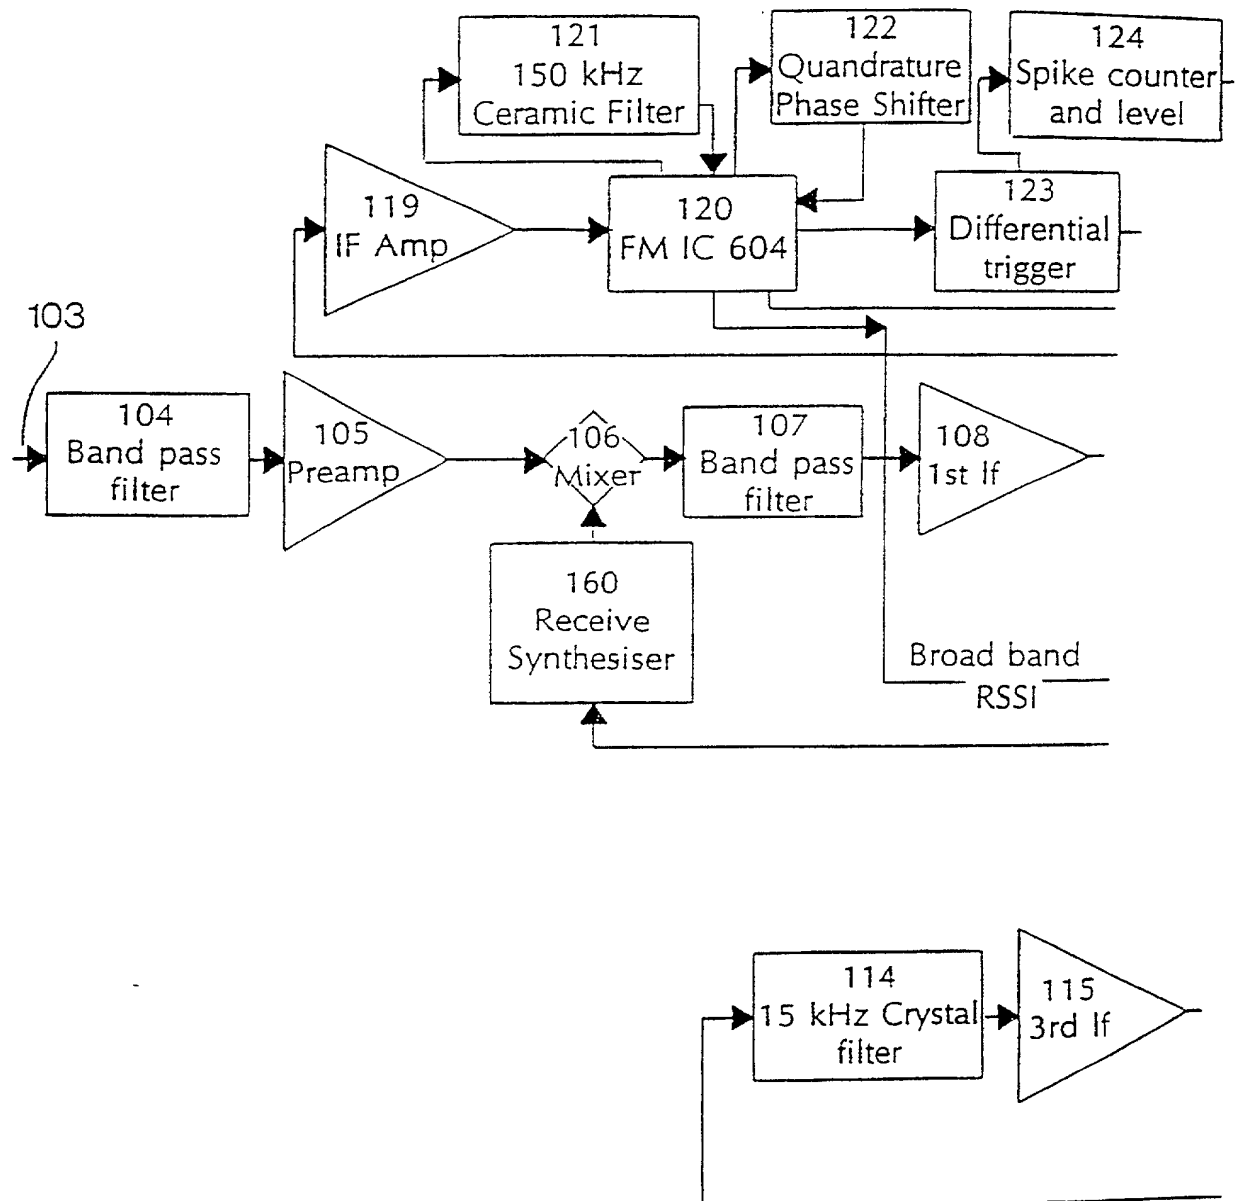 121
150 kHz
Ceramic Filter
122
Quandrature
Phase Shifter
124
Spike counter
and level
119
IF Amp
120
FM IC 604
123
Differential
trigger
103
104
Band pass
filter
105
Preamp
106
Mixer
107
Band pass
filter
108
1st If
160
Receive
Synthesiser
Broad band
RSSI
114
15 kHz Crystal
filter
115
3rd If